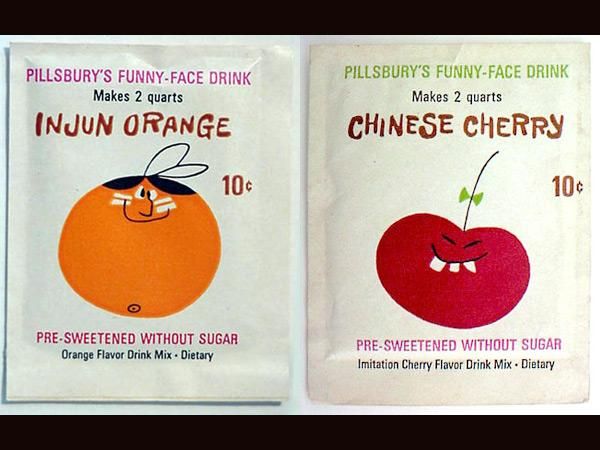 PILLSBURY'S FUNNY-FACE DRINK
Makes 2 quarts
INJUN ORANGE
10¢
PRE-SWEETENED WITHOUT SUGAR
Orange Flavor Drink Mix · Dietary
PILLSBURY'S FUNNY-FACE DRINK
Makes 2 quarts
CHINESE CHERRY
10¢
PRE-SWEETENED WITHOUT SUGAR
Imitation Cherry Flavor Drink Mix · Dietary